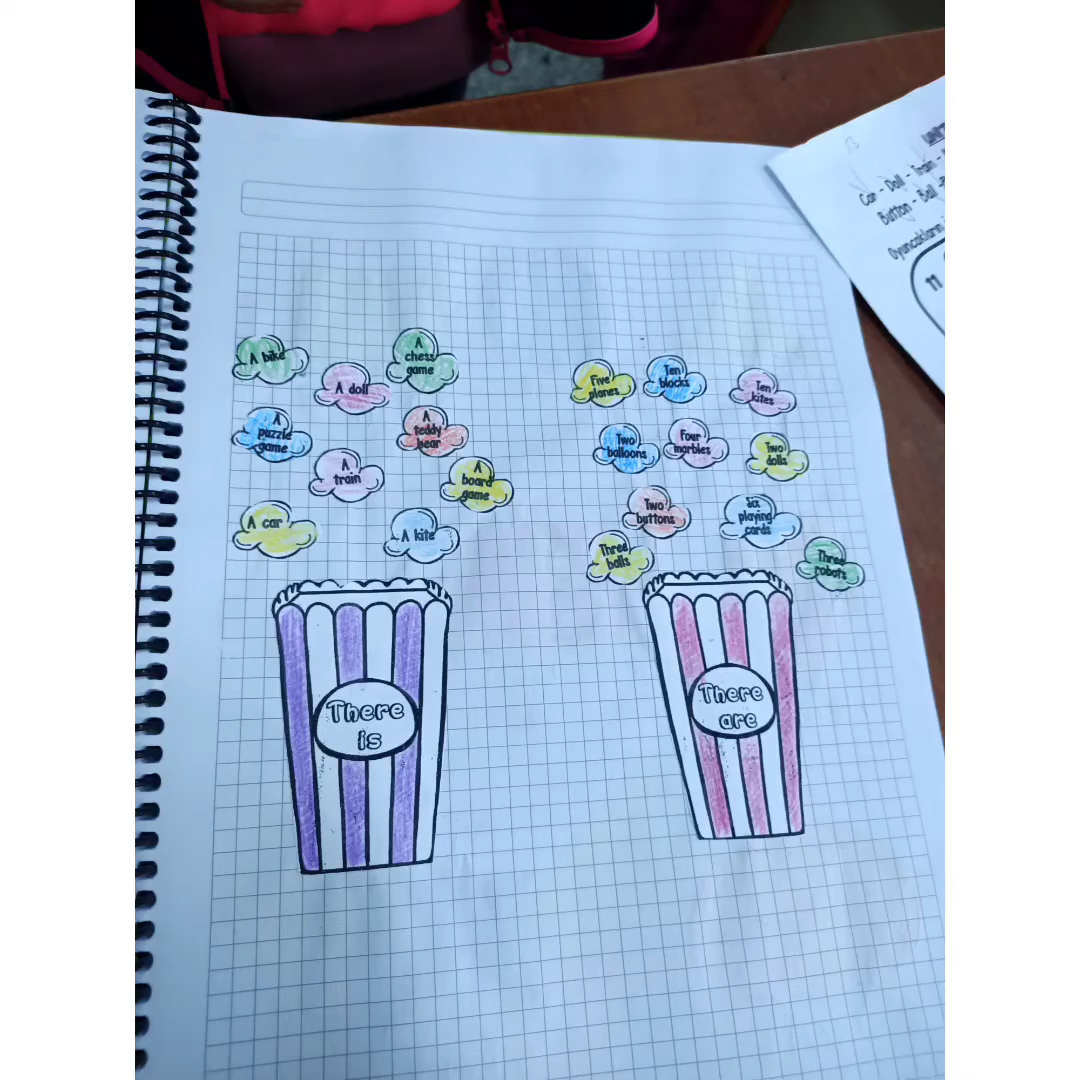 A bike
A
chess
game
A doll
A
puzzle
game
A
teddy
bear
A
train
A
board
game
A car
A kite
There
is
Five
planes
Ten
blocks
Ten
kites
Two
balloons
Four
marbles
Two
dolls
Two
buttons
Six
playing
cards
Three
balls
Three
robots
There
are
Car - Doll - Train -
Button - Ball -
Oyuncakların